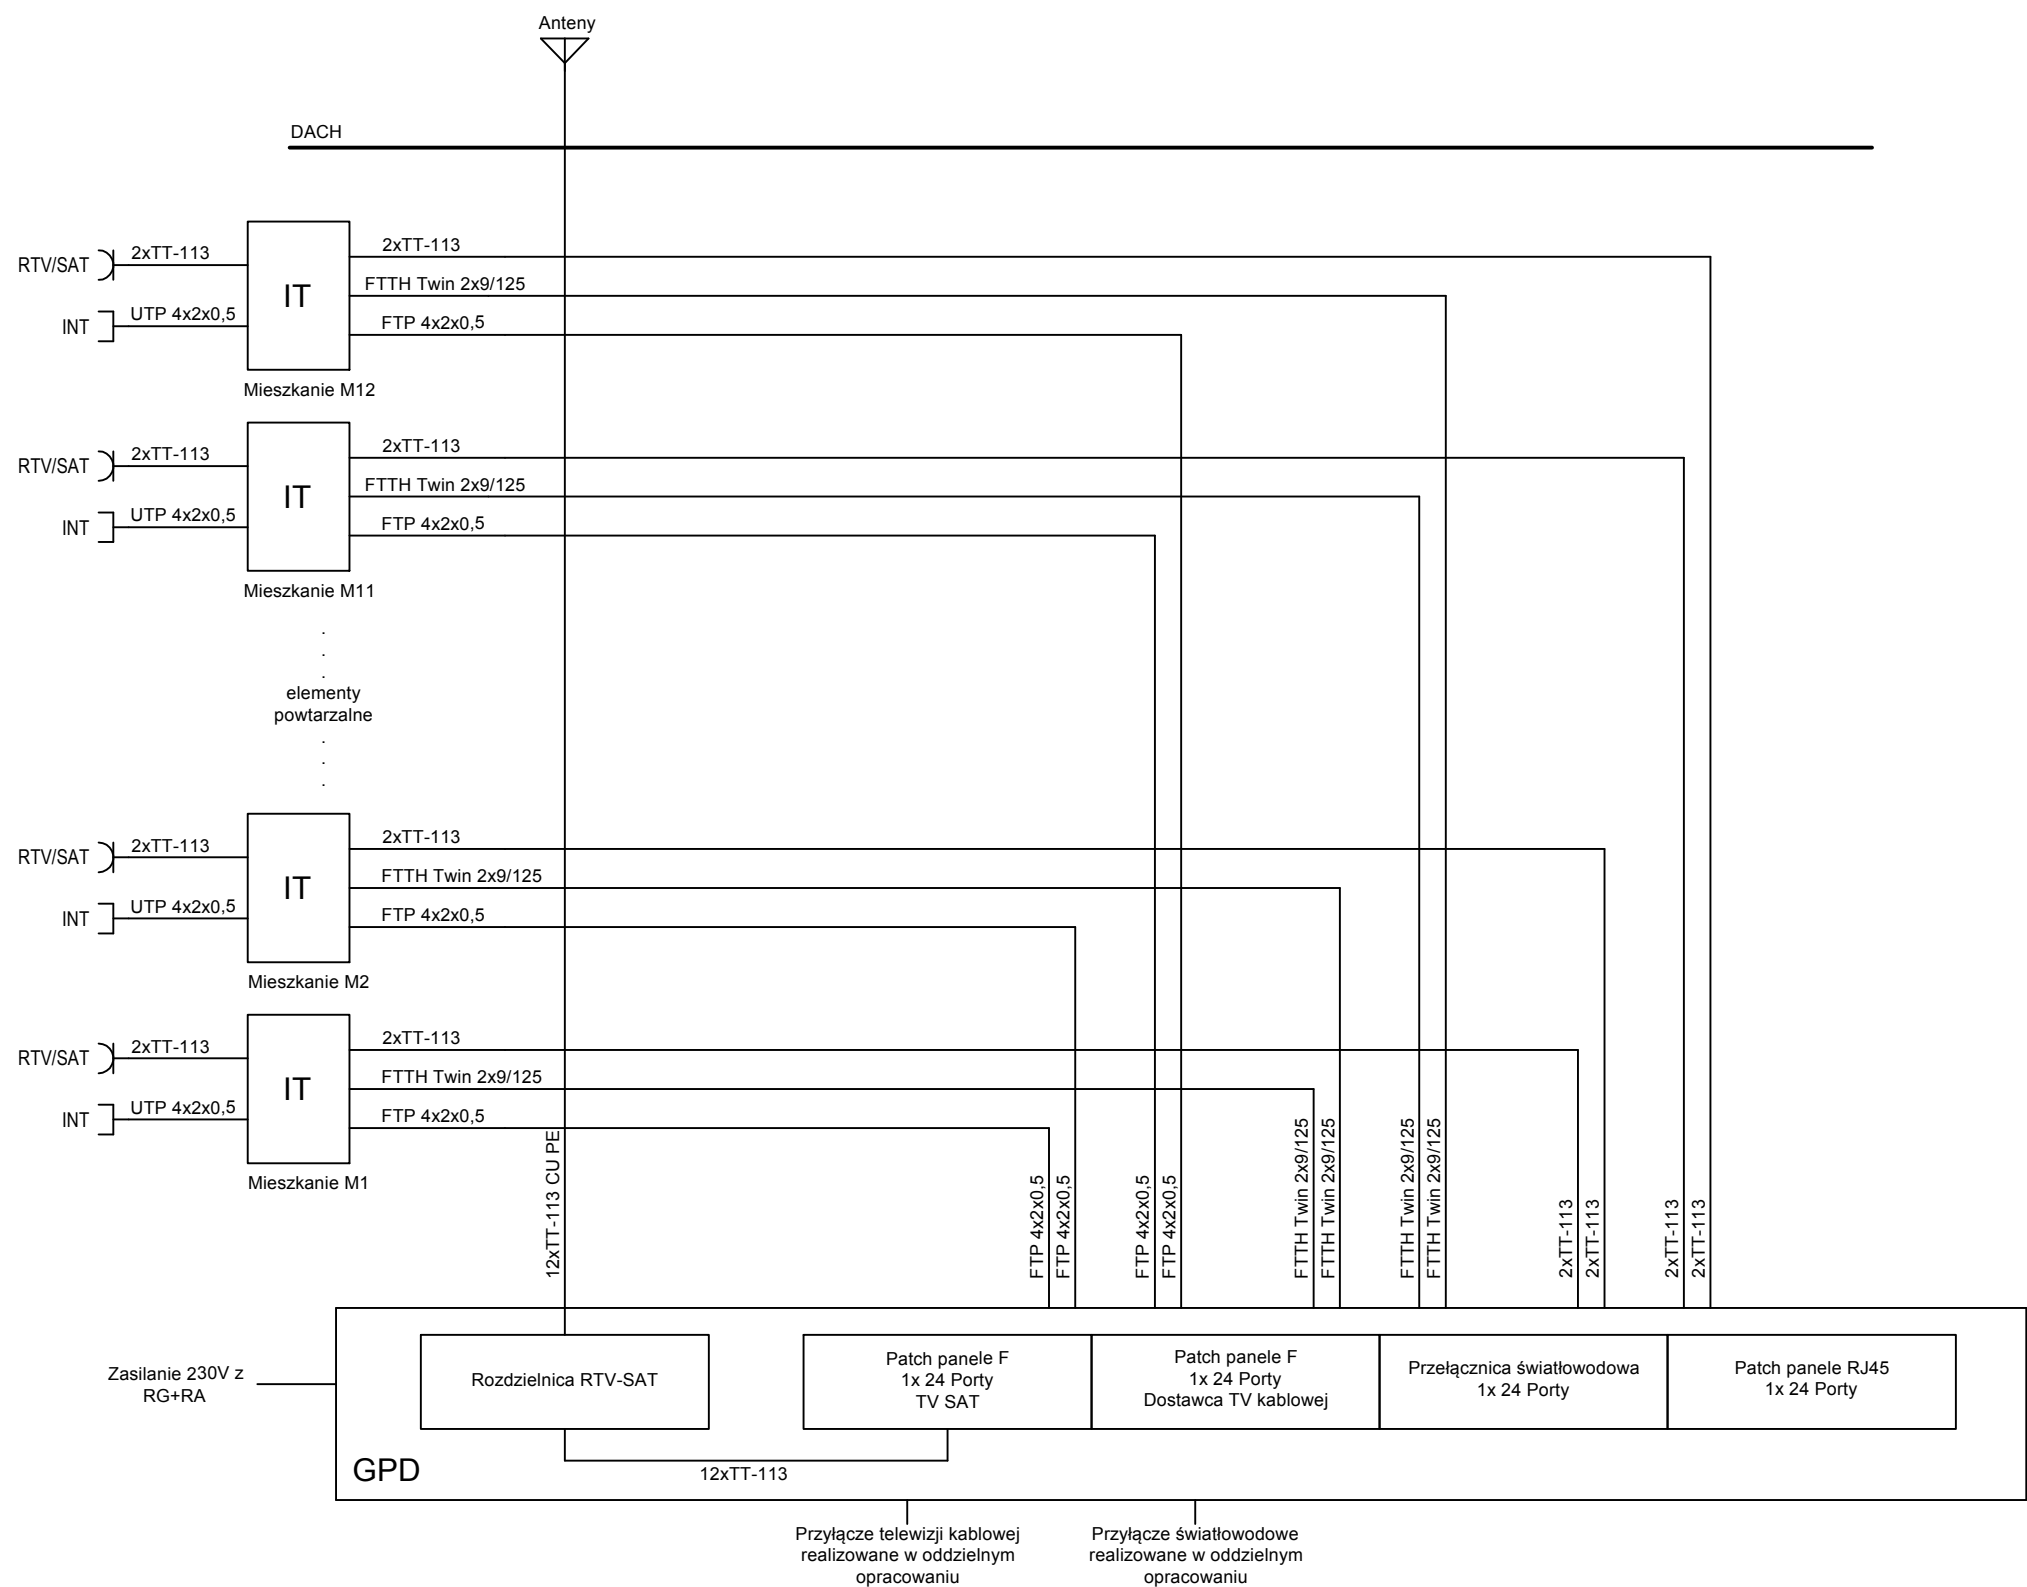 Anteny
DACH
2xTT-113
RTV/SAT
2xTT-113
FTTH Twin 2x9/125
IT
UTP 4x2x0,5
INT
FTP 4x2x0,5
Mieszkanie M12
2xTT-113
RTV/SAT
2xTT-113
FTTH Twin 2x9/125
IT
UTP 4x2x0,5
INT
FTP 4x2x0,5
Mieszkanie M11
.
.
.
elementy
powtarzalne
.
.
.
2xTT-113
RTV/SAT
2xTT-113
FTTH Twin 2x9/125
IT
UTP 4x2x0,5
INT
FTP 4x2x0,5
Mieszkanie M2
2xTT-113
RTV/SAT
2xTT-113
FTTH Twin 2x9/125
IT
UTP 4x2x0,5
INT
FTP 4x2x0,5
Mieszkanie M1
12xTT-113 CU PE
FTP 4x2x0,5
FTP 4x2x0,5
FTP 4x2x0,5
FTP 4x2x0,5
FTTH Twin 2x9/125
FTTH Twin 2x9/125
FTTH Twin 2x9/125
FTTH Twin 2x9/125
2xTT-113
2xTT-113
2xTT-113
2xTT-113
Zasilanie 230V z
RG+RA
Rozdzielnica RTV-SAT
Patch panele F
1x 24 Porty
TV SAT
Patch panele F
1x 24 Porty
Dostawca TV kablowej
Przełącznica światłowodowa
1x 24 Porty
Patch panele RJ45
1x 24 Porty
GPD
12xTT-113
Przyłącze telewizji kablowej
realizowane w oddzielnym
opracowaniu
Przyłącze światłowodowe
realizowane w oddzielnym
opracowaniu